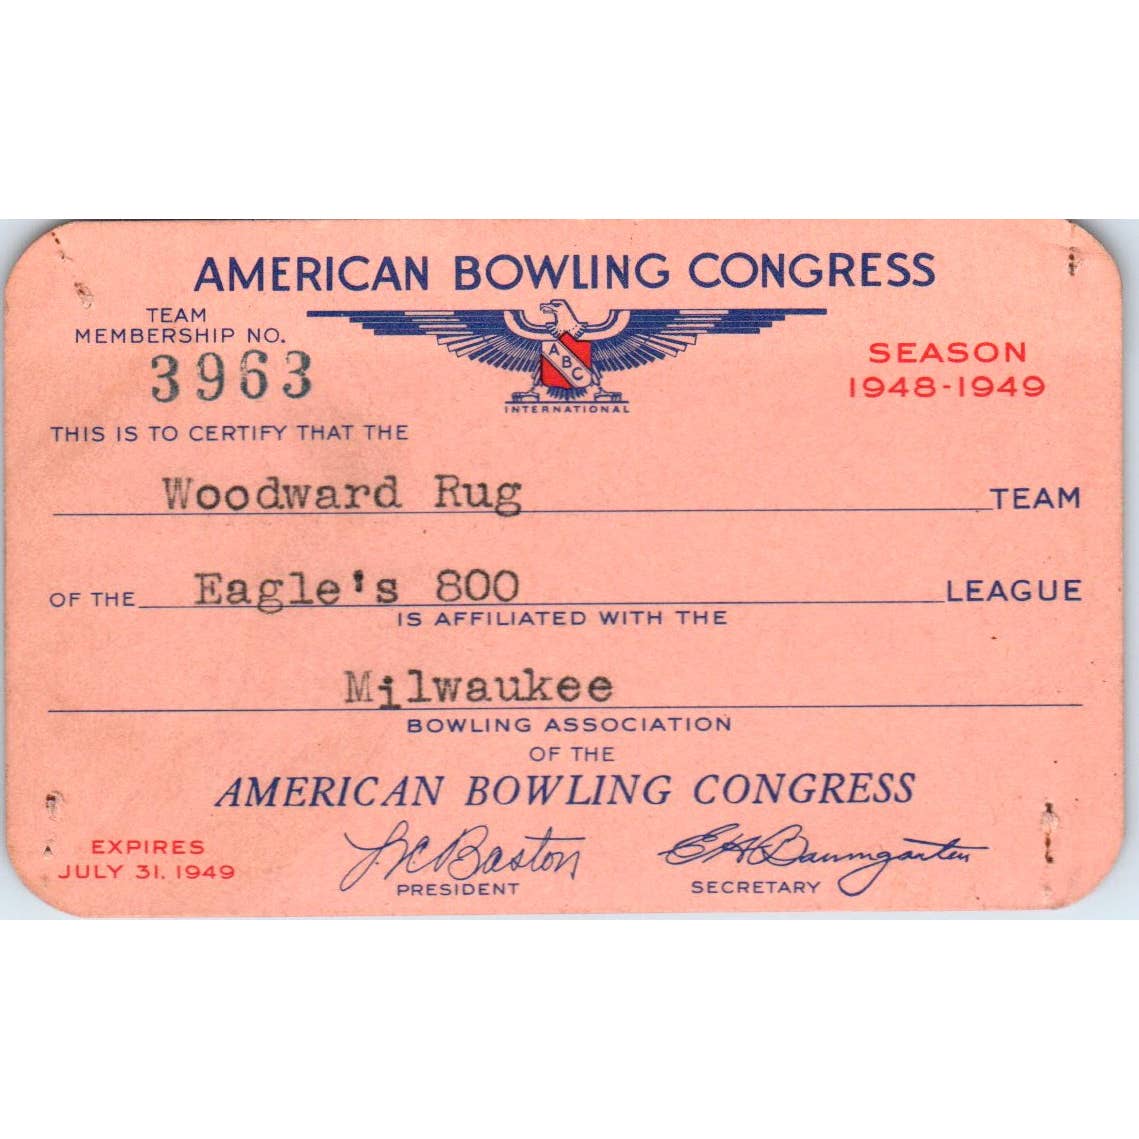 AMERICAN BOWLING CONGRESS
TEAM
MEMBERSHIP NO.
3963
ABC
INTERNATIONAL
SEASON
1948-1949
THIS IS TO CERTIFY THAT THE
Woodward Rug TEAM
OF THE Eagle's 800 LEAGUE
IS AFFILIATED WITH THE
Milwaukee
BOWLING ASSOCIATION
OF THE
AMERICAN BOWLING CONGRESS
EXPIRES
JULY 31, 1949
Baston
PRESIDENT
E H Baumgarten
SECRETARY